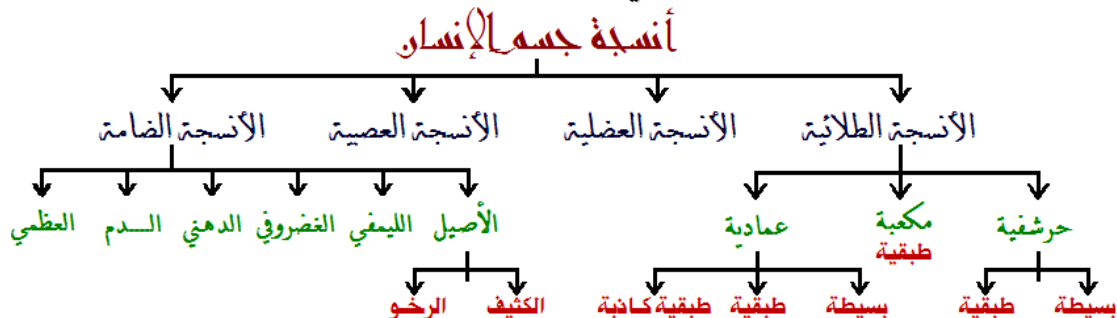 أنسجة جسم الإنسان
الأنسجة الطلائية الأنسجة العضلية الأنسجة العصبية الأنسجة الضامة
حرشفية مكعبة عمادية الأصيل الليمفي الغضروفي الدهني الـــدم العظمي
طبقية
بسيطة طبقية بسيطة طبقية طبقية كاذبة الكثيف الرخو